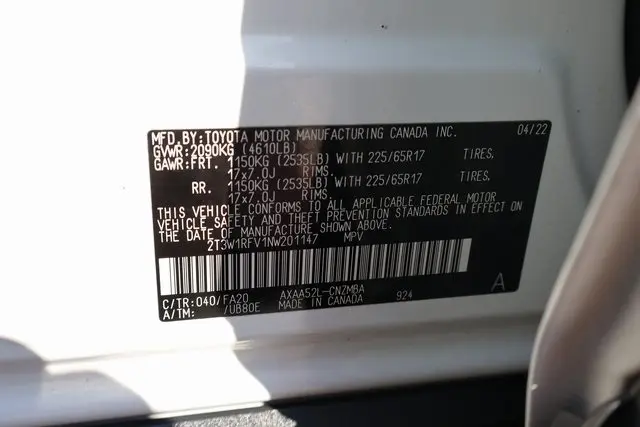 MFD. BY:TOYOTA MOTOR MANUFACTURING CANADA INC. 04/22
GVWR:2090KG (4610LB)
GAWR:FRT. 1150KG (2535LB) WITH 225/65R17 TIRES,
17x7.0J RIMS.
RR. 1150KG (2535LB) WITH 225/65R17 TIRES,
17x7.0J RIMS.
THIS VEHICLE CONFORMS TO ALL APPLICABLE FEDERAL MOTOR
VEHICLE SAFETY AND THEFT PREVENTION STANDARDS IN EFFECT ON
THE DATE OF MANUFACTURE SHOWN ABOVE.
2T3W1RFV1NW201147 MPV
C/TR:040/FA20 AXAA52L-CNZMBA 924 A
A/TM: /UB80E MADE IN CANADA